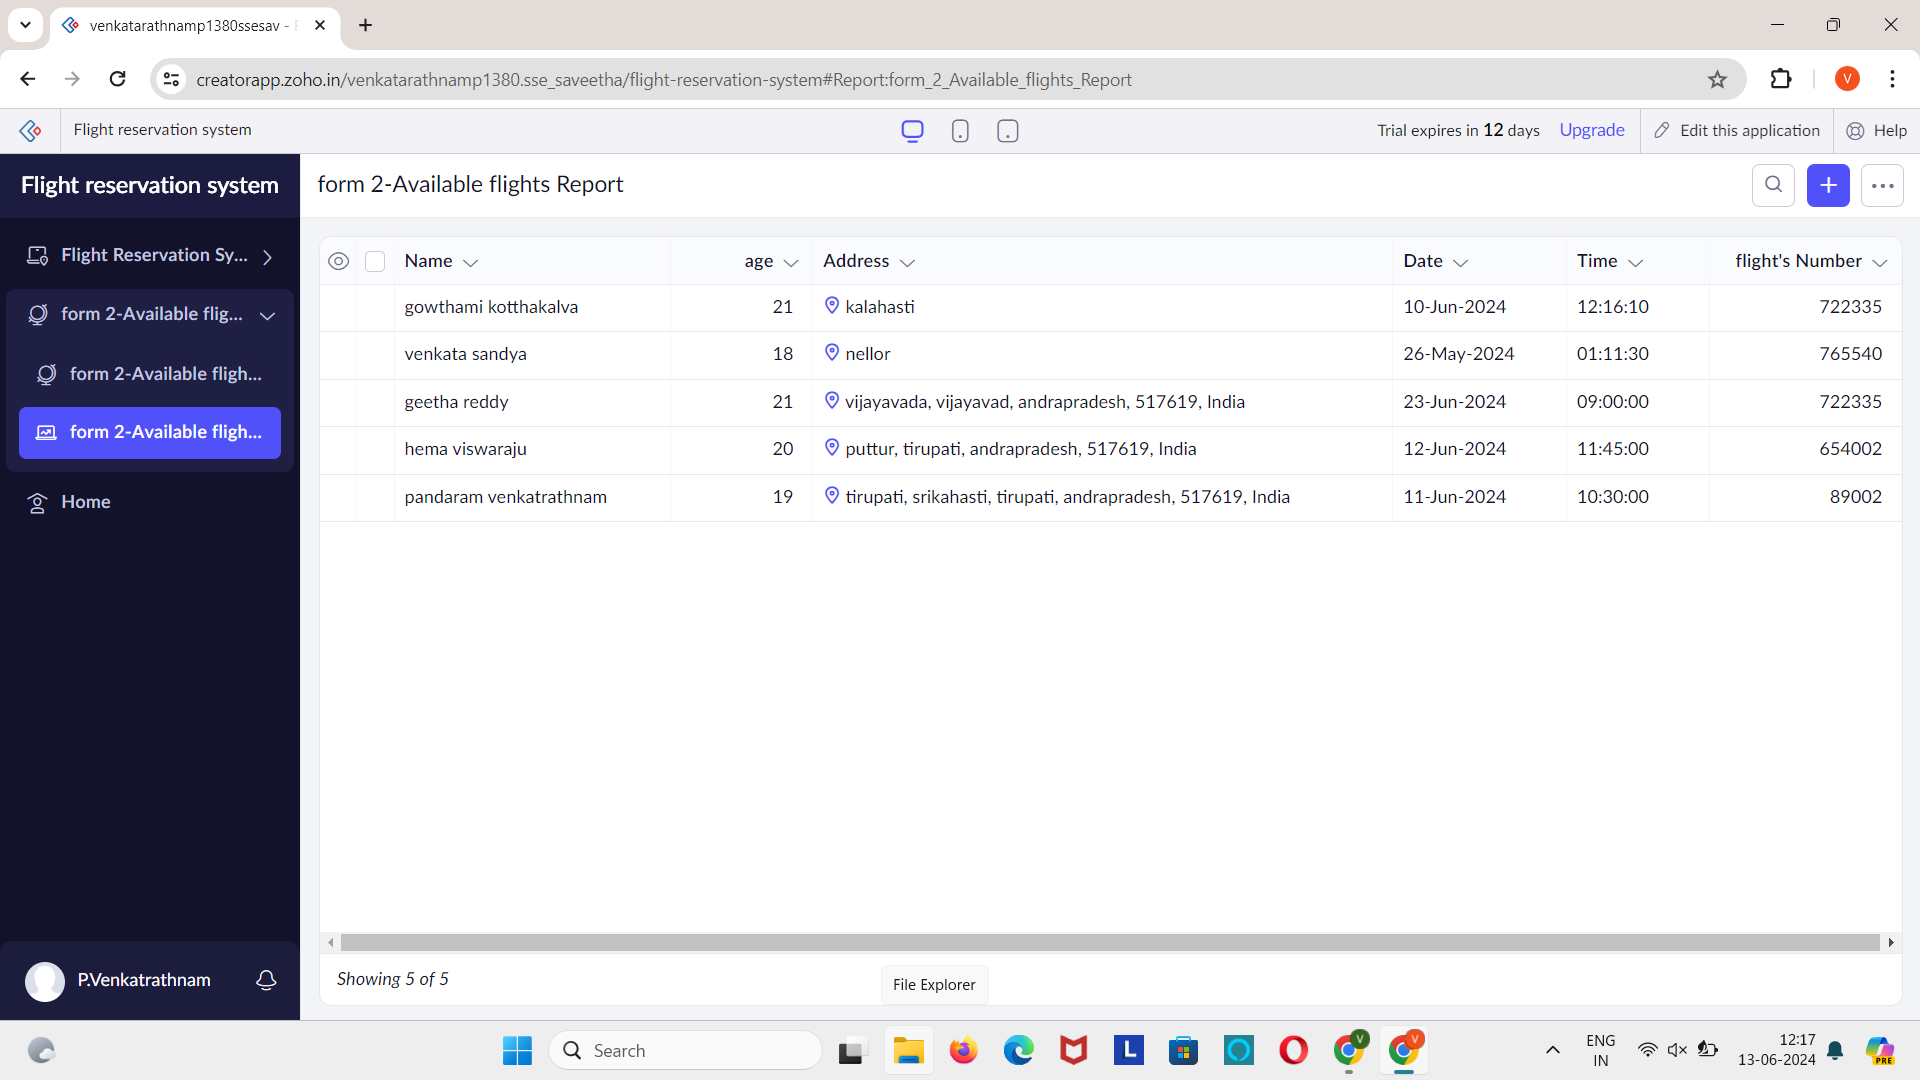 venkatarathnamp1380ssesav -
creatorapp.zoho.in/venkatarathnamp1380.sse_saveetha/flight-reservation-system#Report:form_2_Available_flights_Report
V
Flight reservation system
Trial expires in 12 days Upgrade Edit this application Help
Flight reservation system
form 2-Available flights Report
Flight Reservation Sy...
form 2-Available flig...
form 2-Available fligh...
form 2-Available fligh...
Home
Name age Address Date Time flight's Number
gowthami kotthakalva 21 kalahasti 10-Jun-2024 12:16:10 722335
venkata sandya 18 nellor 26-May-2024 01:11:30 765540
geetha reddy 21 vijayavada, vijayavad, andrapradesh, 517619, India 23-Jun-2024 09:00:00 722335
hema viswaraju 20 puttur, tirupati, andrapradesh, 517619, India 12-Jun-2024 11:45:00 654002
pandaram venkatrathnam 19 tirupati, srikahasti, tirupati, andrapradesh, 517619, India 11-Jun-2024 10:30:00 89002
P.Venkatrathnam
Showing 5 of 5
File Explorer
Search
L
V
V
ENG
IN
12:17
13-06-2024
PRE